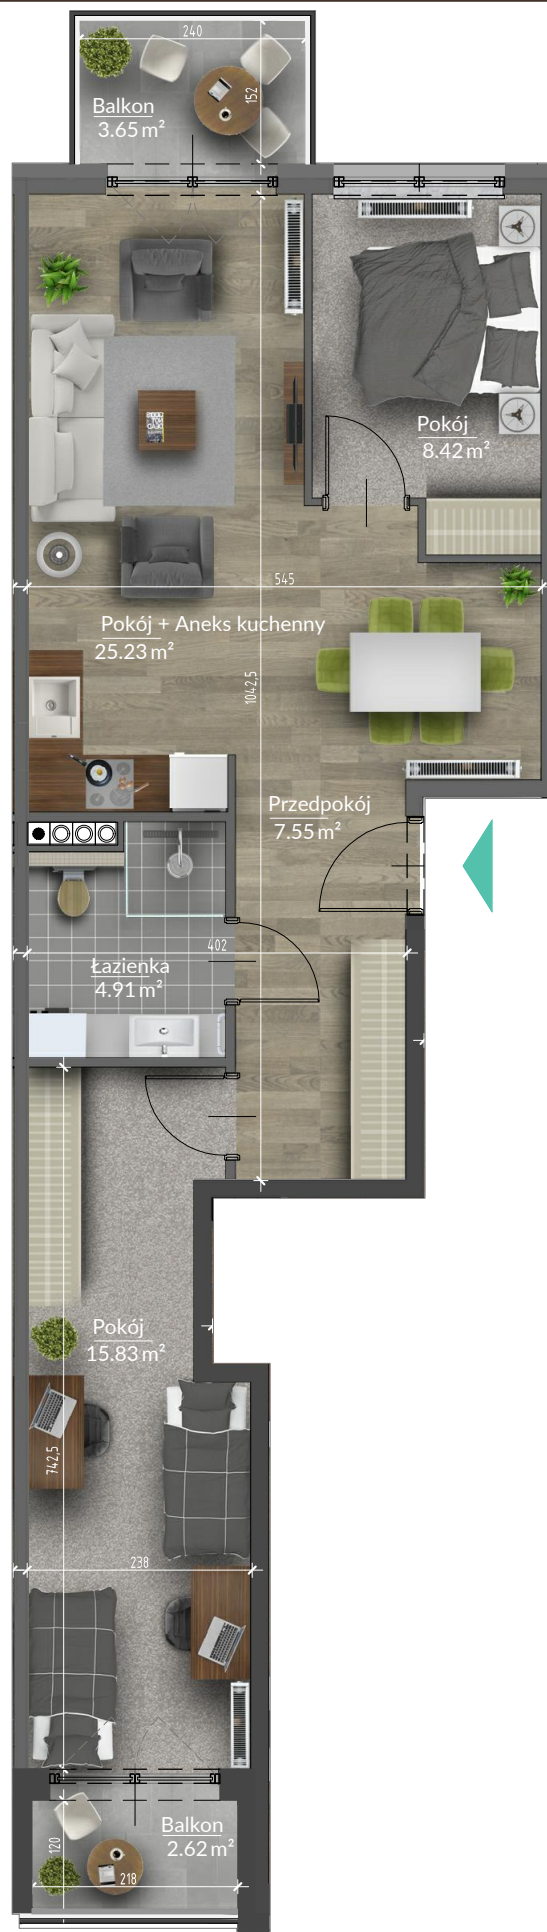 240
152
Balkon
3.65 m²
Pokój
8.42 m²
545
Pokój + Aneks kuchenny
25.23 m²
1042,5
Przedpokój
7.55 m²
402
Łazienka
4.91 m²
Pokój
15.83 m²
742,5
238
Balkon
2.62 m²
120
218